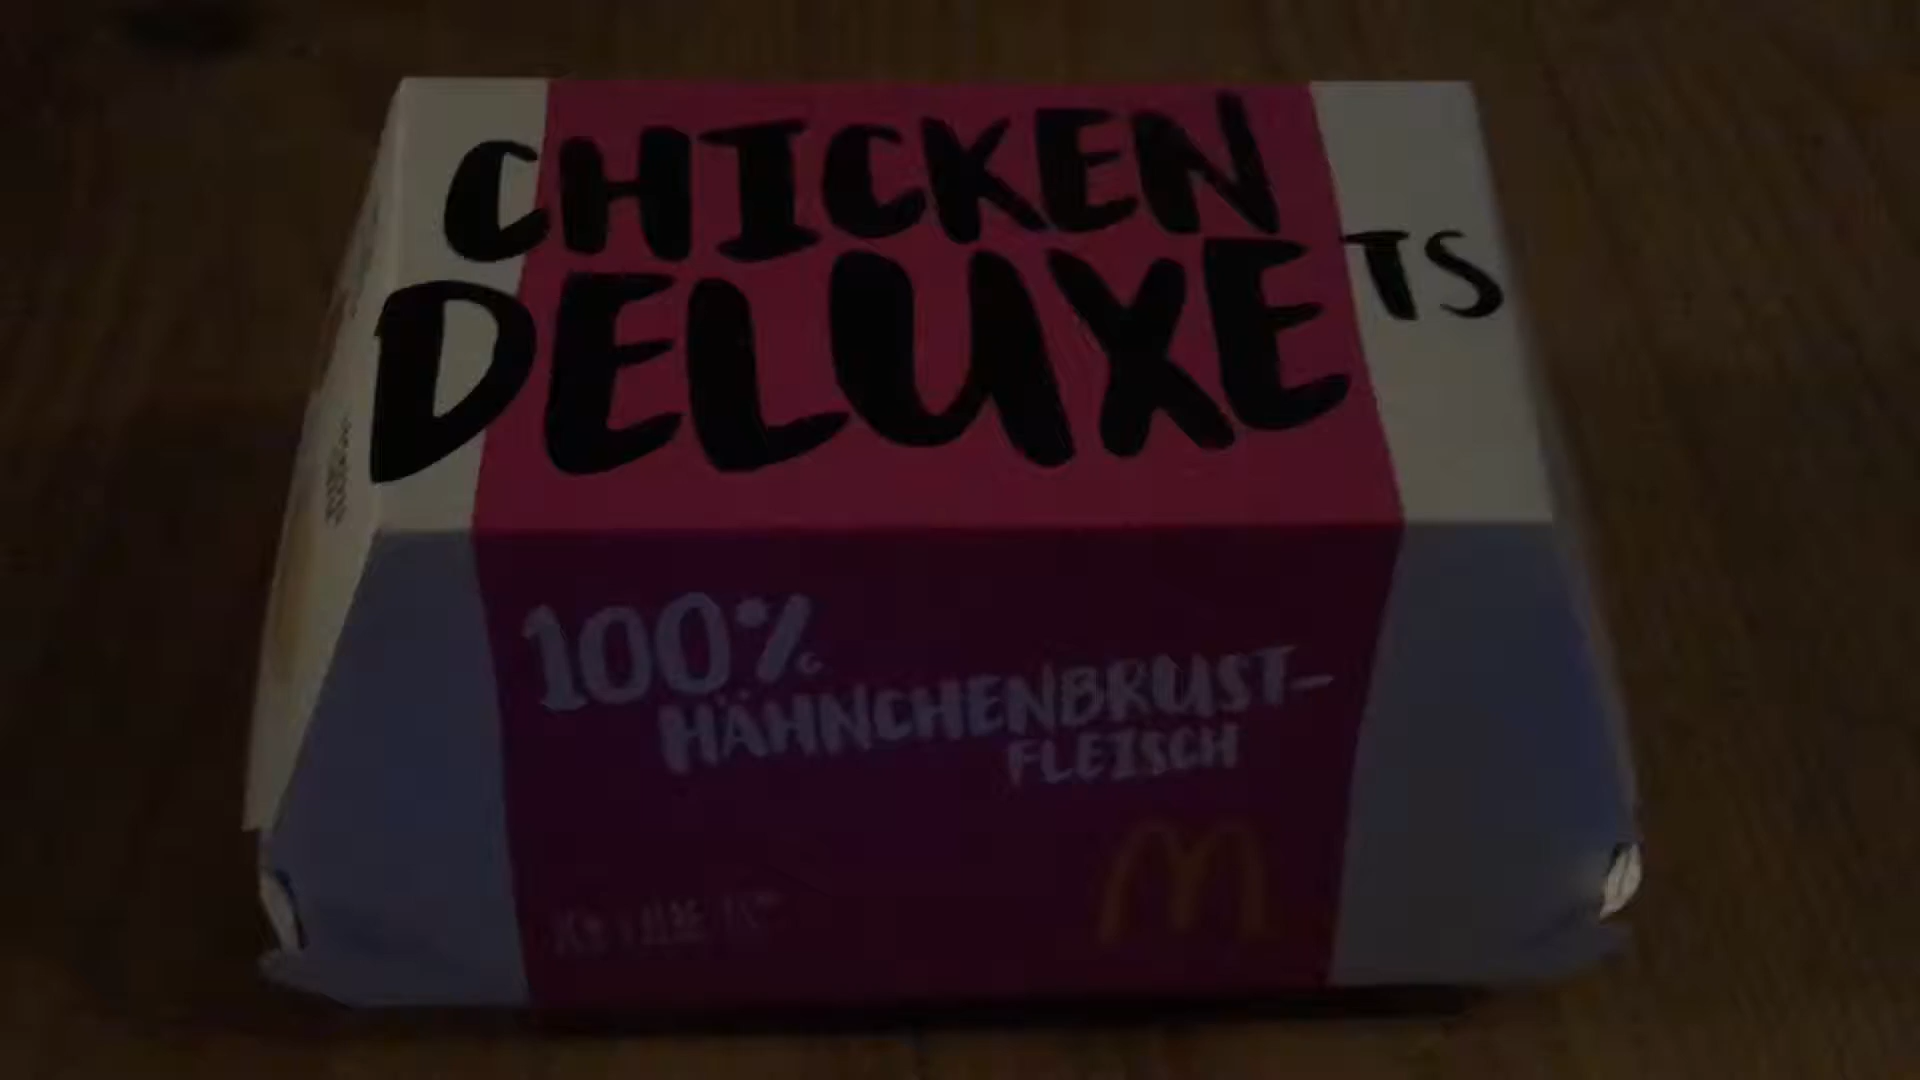 CHICKEN
DELUXE TS
100%
HÄHNCHENBRUST-
FLEISCH
M